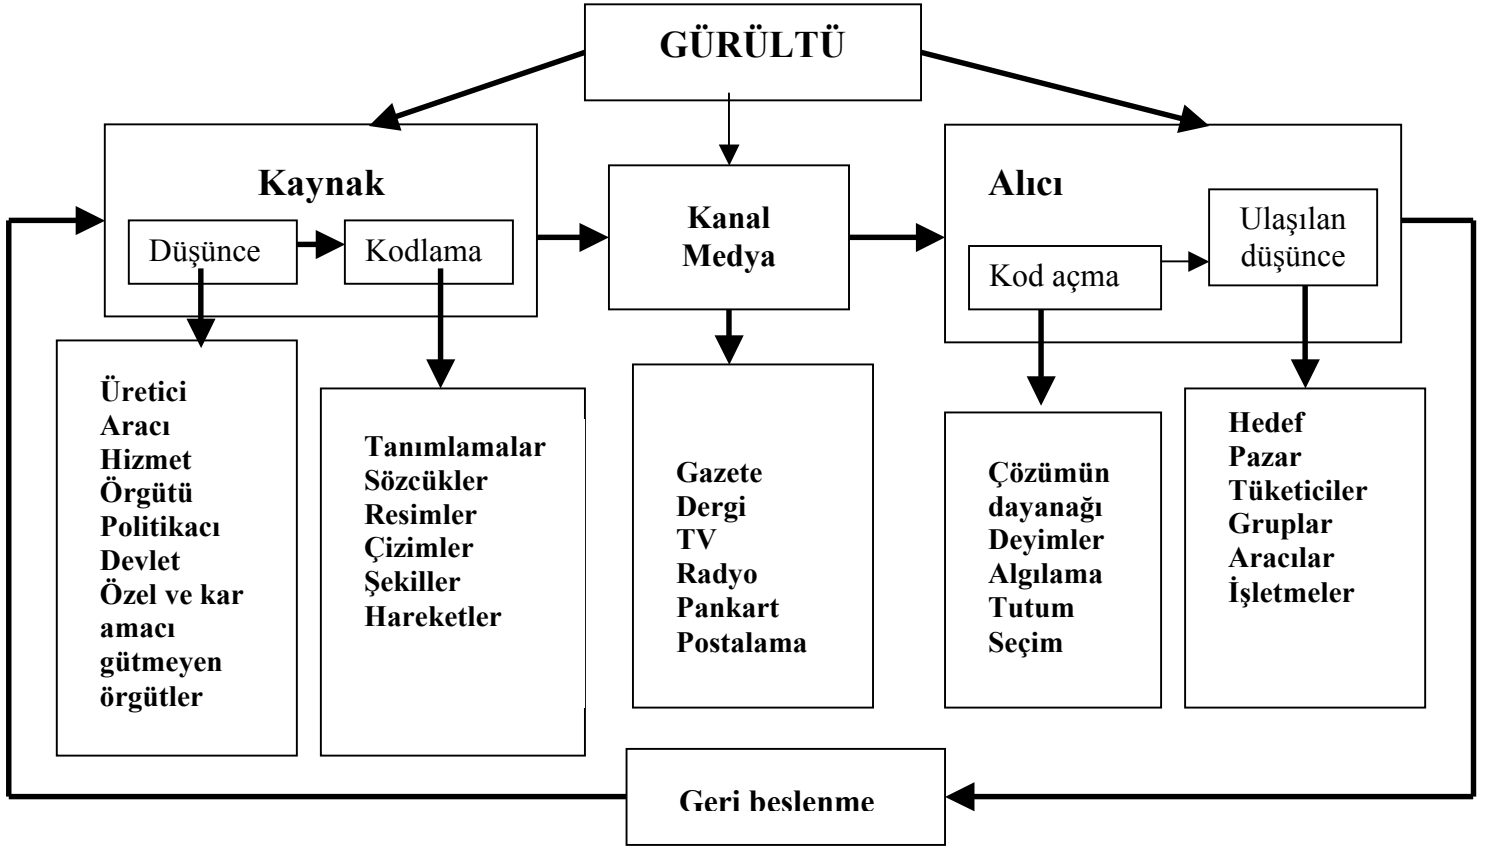 GÜRÜLTÜ
Kaynak
Düşünce
Kodlama
Kanal
Medya
Alıcı
Kod açma
Ulaşılan
düşünce
Üretici
Aracı
Hizmet
Örgütü
Politikacı
Devlet
Özel ve kar
amacı
gütmeyen
örgütler
Tanımlamalar
Sözcükler
Resimler
Çizimler
Şekiller
Hareketler
Gazete
Dergi
TV
Radyo
Pankart
Postalama
Çözümün
dayanağı
Deyimler
Algılama
Tutum
Seçim
Hedef
Pazar
Tüketiciler
Gruplar
Aracılar
İşletmeler
Geri beslenme